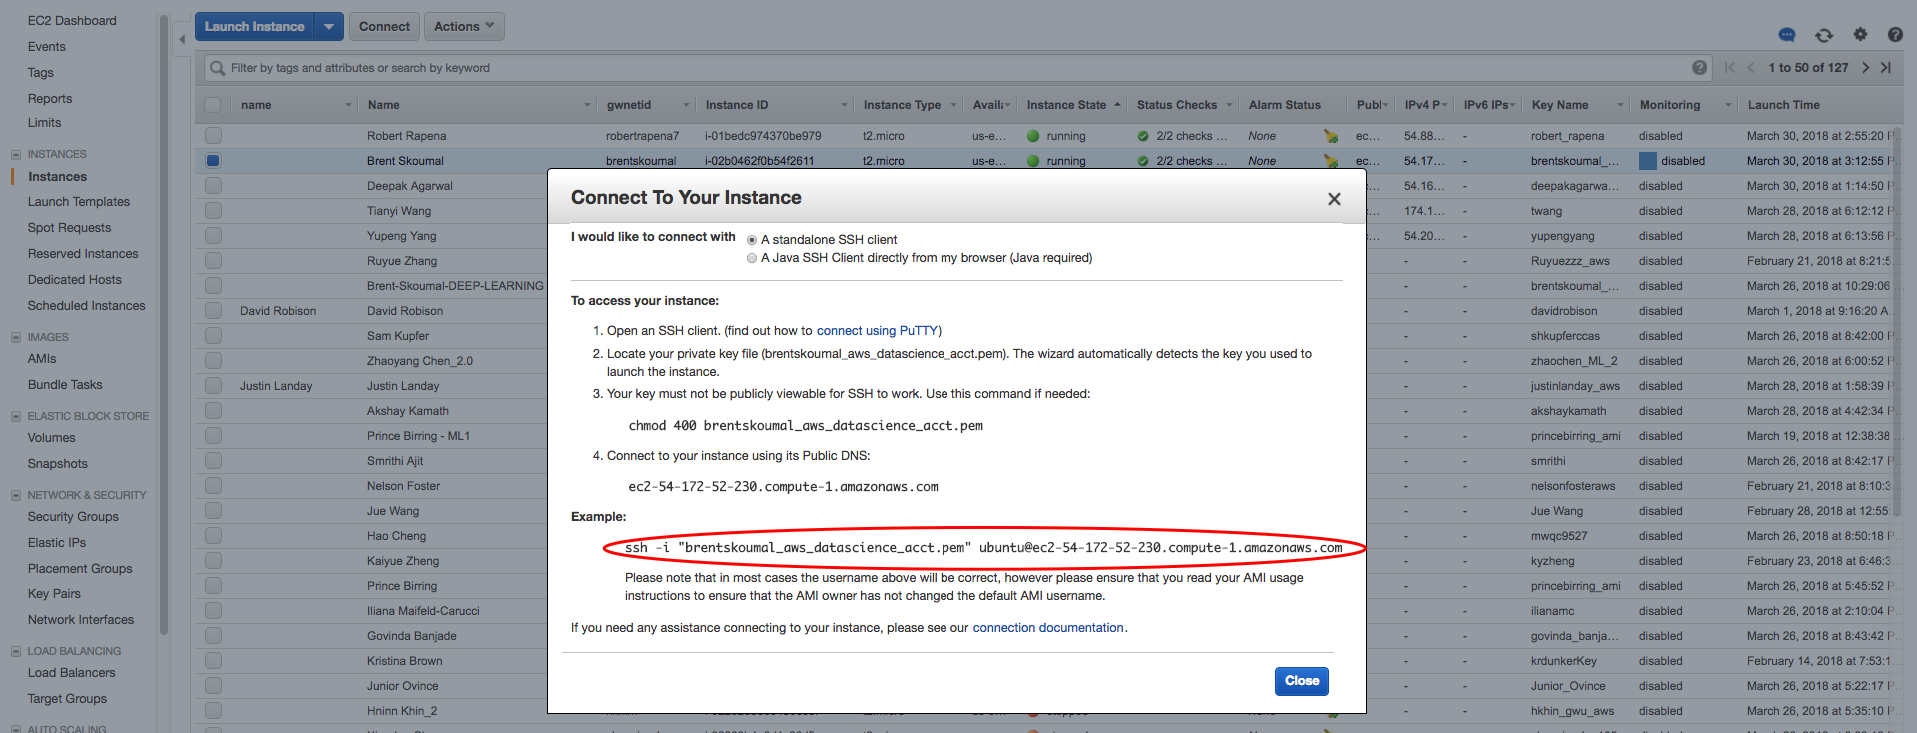 EC2 Dashboard
Events
Tags
Reports
Limits
INSTANCES
Instances
Launch Templates
Spot Requests
Reserved Instances
Dedicated Hosts
Scheduled Instances
IMAGES
AMIs
Bundle Tasks
ELASTIC BLOCK STORE
Volumes
Snapshots
NETWORK & SECURITY
Security Groups
Elastic IPs
Placement Groups
Key Pairs
Network Interfaces
LOAD BALANCING
Load Balancers
Target Groups
AUTO SCALING
Launch Instance Connect Actions
Filter by tags and attributes or search by keyword 1 to 50 of 127
name Name gwnetid Instance ID Instance Type Avail Instance State Status Checks Alarm Status Publ IPv4 P IPv6 IPs Key Name Monitoring Launch Time
Robert Rapena robertrapena7 i-01bedc974370be979 t2.micro us-e... running 2/2 checks ... None ec... 54.88... - robert_rapena disabled March 30, 2018 at 2:55:20 P...
Brent Skoumal brentskoumal i-02b0462f0b54f2611 t2.micro us-e... running 2/2 checks ... None ec... 54.17... - brentskoumal_... disabled March 30, 2018 at 3:12:55 P...
Deepak Agarwal c... 54.16... - deepakagarwa... disabled March 30, 2018 at 1:14:50 P...
Tianyi Wang c... 174.1... - twang disabled March 28, 2018 at 6:12:12 P...
Yupeng Yang c... 54.20... - yupengyang disabled March 28, 2018 at 6:13:56 P...
Ruyue Zhang - - Ruyuezzz_aws disabled February 21, 2018 at 8:21:5...
Brent-Skoumal-DEEP-LEARNING - - brentskoumal_... disabled March 26, 2018 at 10:29:06 ...
David Robison David Robison - - davidrobison disabled March 1, 2018 at 9:16:20 A...
Sam Kupfer - - shkupferccas disabled March 26, 2018 at 8:42:00 P...
Zhaoyang Chen_2.0 - - zhaochen_ML_2 disabled March 26, 2018 at 6:00:52 P...
Justin Landay Justin Landay - - justinlanday_aws disabled March 28, 2018 at 1:58:39 P...
Akshay Kamath - - akshaykamath disabled March 28, 2018 at 4:42:34 P...
Prince Birring - ML1 - - princebirring_ami disabled March 19, 2018 at 12:38:38 ...
Smrithi Ajit - - smrithi disabled March 26, 2018 at 8:42:17 P...
Nelson Foster - - nelsonfosteraws disabled February 21, 2018 at 8:10:3...
Jue Wang - - Jue Wang disabled February 28, 2018 at 12:55:...
Hao Cheng - - mwqc9527 disabled March 26, 2018 at 8:50:18 P...
Kaiyue Zheng - - kyzheng disabled February 23, 2018 at 6:46:3...
Prince Birring - - princebirring_ami disabled March 26, 2018 at 5:45:52 P...
Iliana Maifeld-Carucci - - ilianamc disabled March 26, 2018 at 2:10:04 P...
Govinda Banjade - - govinda_banja... disabled March 26, 2018 at 8:43:42 P...
Kristina Brown - - krdunkerKey disabled February 14, 2018 at 7:53:1...
Junior Ovince - - Junior_Ovince disabled March 26, 2018 at 5:22:17 P...
Hninn Khin_2 - - hkhin_gwu_aws disabled March 26, 2018 at 5:35:10 P...
Connect To Your Instance
I would like to connect with A standalone SSH client
A Java SSH Client directly from my browser (Java required)
To access your instance:
1. Open an SSH client. (find out how to connect using PuTTY)
2. Locate your private key file (brentskoumal_aws_datascience_acct.pem). The wizard automatically detects the key you used to
launch the instance.
3. Your key must not be publicly viewable for SSH to work. Use this command if needed:
chmod 400 brentskoumal_aws_datascience_acct.pem
4. Connect to your instance using its Public DNS:
ec2-54-172-52-230.compute-1.amazonaws.com
Example:
ssh -i "brentskoumal_aws_datascience_acct.pem" ubuntu@ec2-54-172-52-230.compute-1.amazonaws.com
Please note that in most cases the username above will be correct, however please ensure that you read your AMI usage
instructions to ensure that the AMI owner has not changed the default AMI username.
If you need any assistance connecting to your instance, please see our connection documentation.
Close